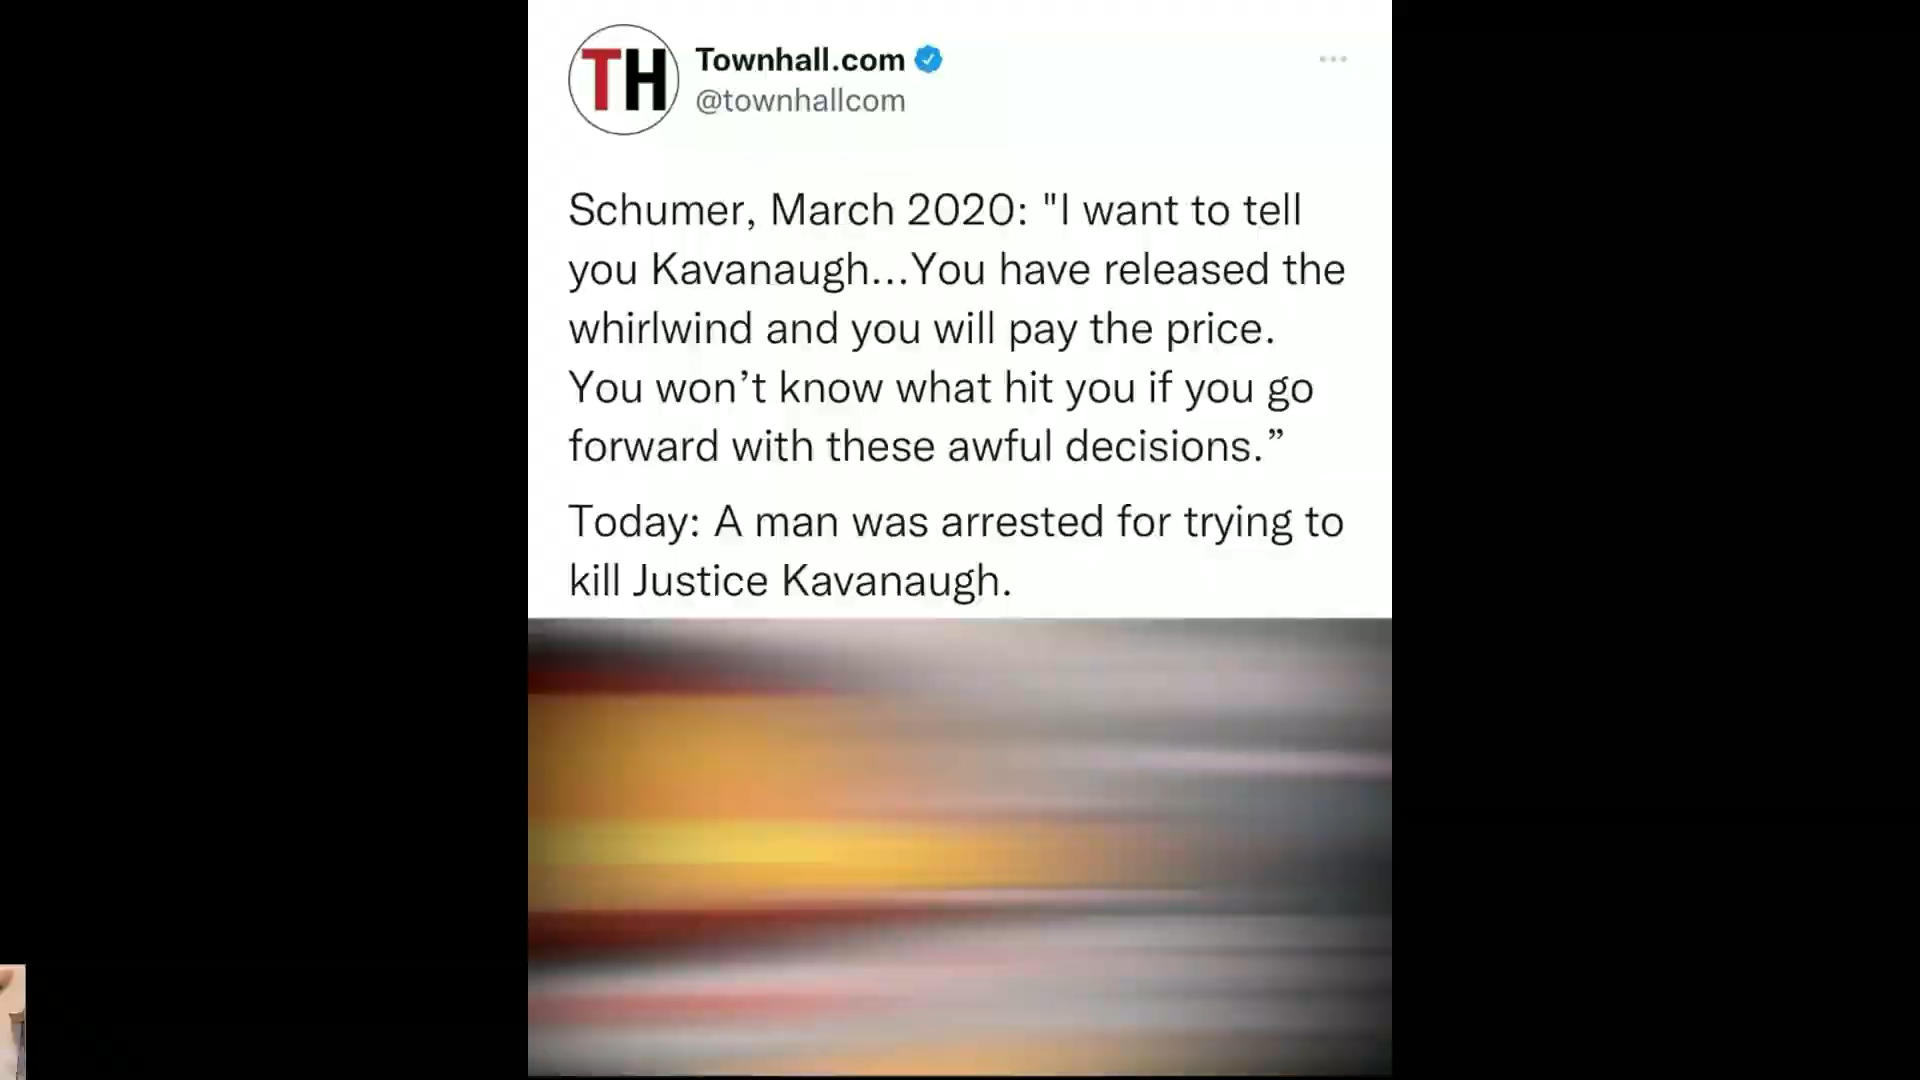 TH
Townhall.com
@townhallcom
Schumer, March 2020: "I want to tell
you Kavanaugh...You have released the
whirlwind and you will pay the price.
You won’t know what hit you if you go
forward with these awful decisions.”
Today: A man was arrested for trying to
kill Justice Kavanaugh.